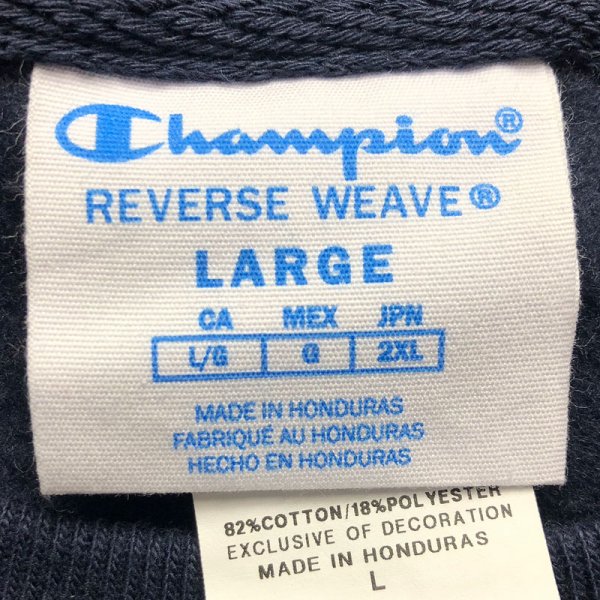 Champion®
REVERSE WEAVE®
LARGE
CA MEX JPN
L/G G 2XL
MADE IN HONDURAS
FABRIQUÉ AU HONDURAS
HECHO EN HONDURAS
82%COTTON/18%POLYESTER
EXCLUSIVE OF DECORATION
MADE IN HONDURAS
L